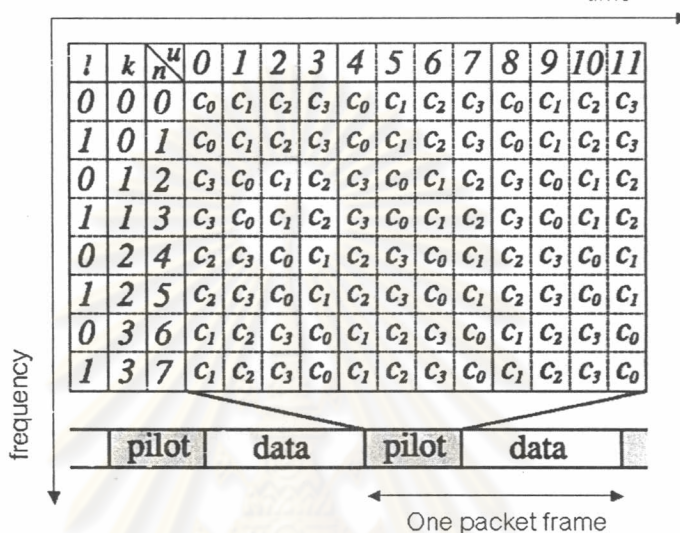 l k n u 0 1 2 3 4 5 6 7 8 9 10 11
0 0 0 C0 C1 C2 C3 C0 C1 C2 C3 C0 C1 C2 C3
1 0 1 C0 C1 C2 C3 C0 C1 C2 C3 C0 C1 C2 C3
0 1 2 C3 C0 C1 C2 C3 C0 C1 C2 C3 C0 C1 C2
1 1 3 C3 C0 C1 C2 C3 C0 C1 C2 C3 C0 C1 C2
0 2 4 C2 C3 C0 C1 C2 C3 C0 C1 C2 C3 C0 C1
1 2 5 C2 C3 C0 C1 C2 C3 C0 C1 C2 C3 C0 C1
0 3 6 C1 C2 C3 C0 C1 C2 C3 C0 C1 C2 C3 C0
1 3 7 C1 C2 C3 C0 C1 C2 C3 C0 C1 C2 C3 C0
frequency
pilot data pilot data
One packet frame